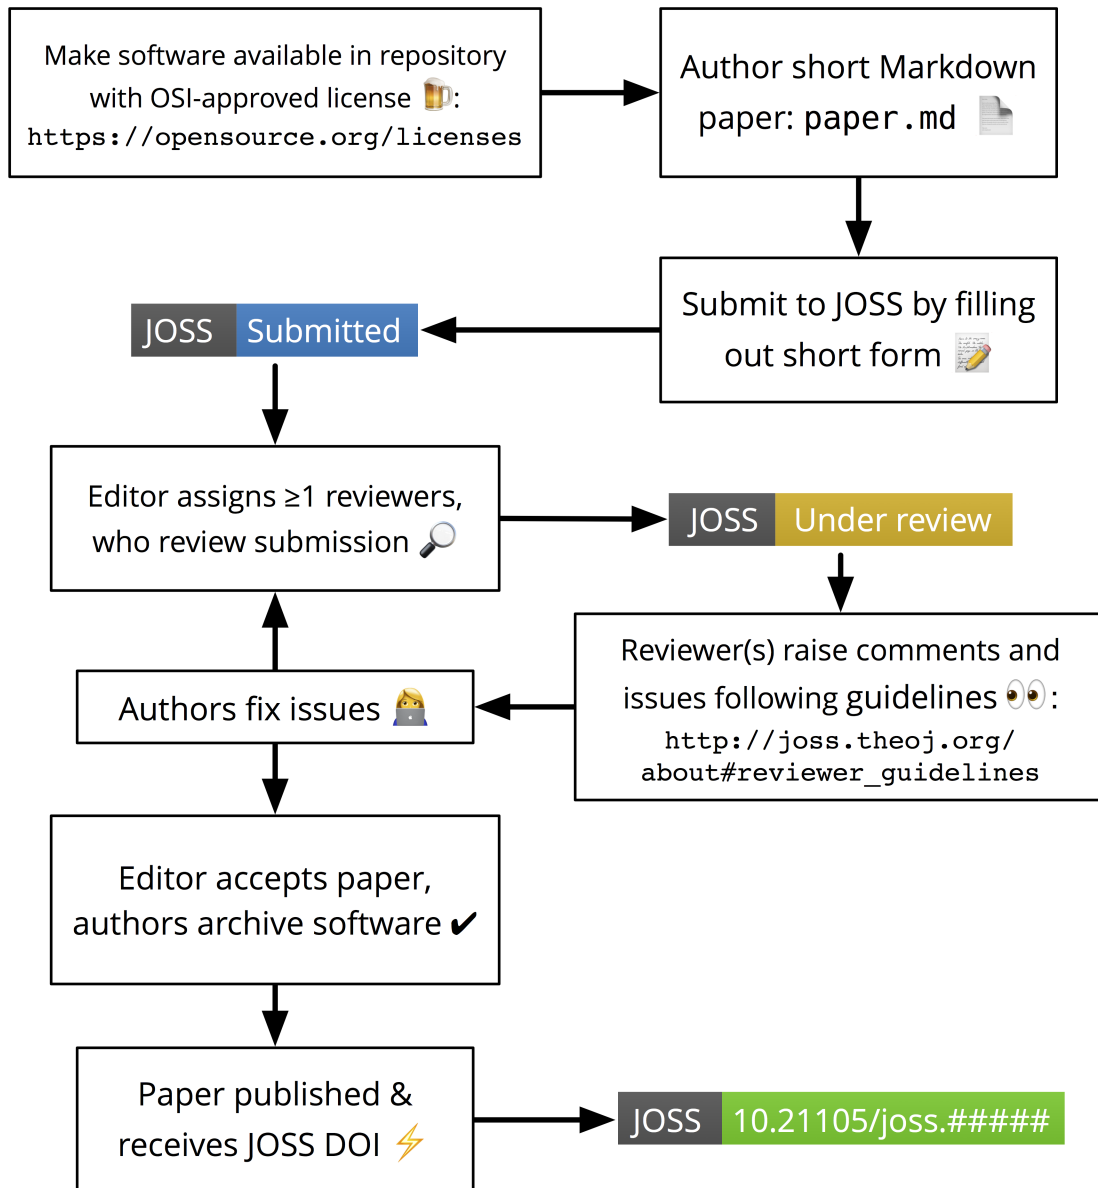 Make software available in repository
with OSI-approved license 🍺:
https://opensource.org/licenses
Author short Markdown
paper: paper.md 📄
Submit to JOSS by filling
out short form 📝
JOSS Submitted
Editor assigns ≥1 reviewers,
who review submission 🔎
JOSS Under review
Reviewer(s) raise comments and
issues following guidelines 👀:
http://joss.theoj.org/
about#reviewer_guidelines
Authors fix issues 👩‍💻
Editor accepts paper,
authors archive software ✔
Paper published &
receives JOSS DOI ⚡
JOSS 10.21105/joss.#####